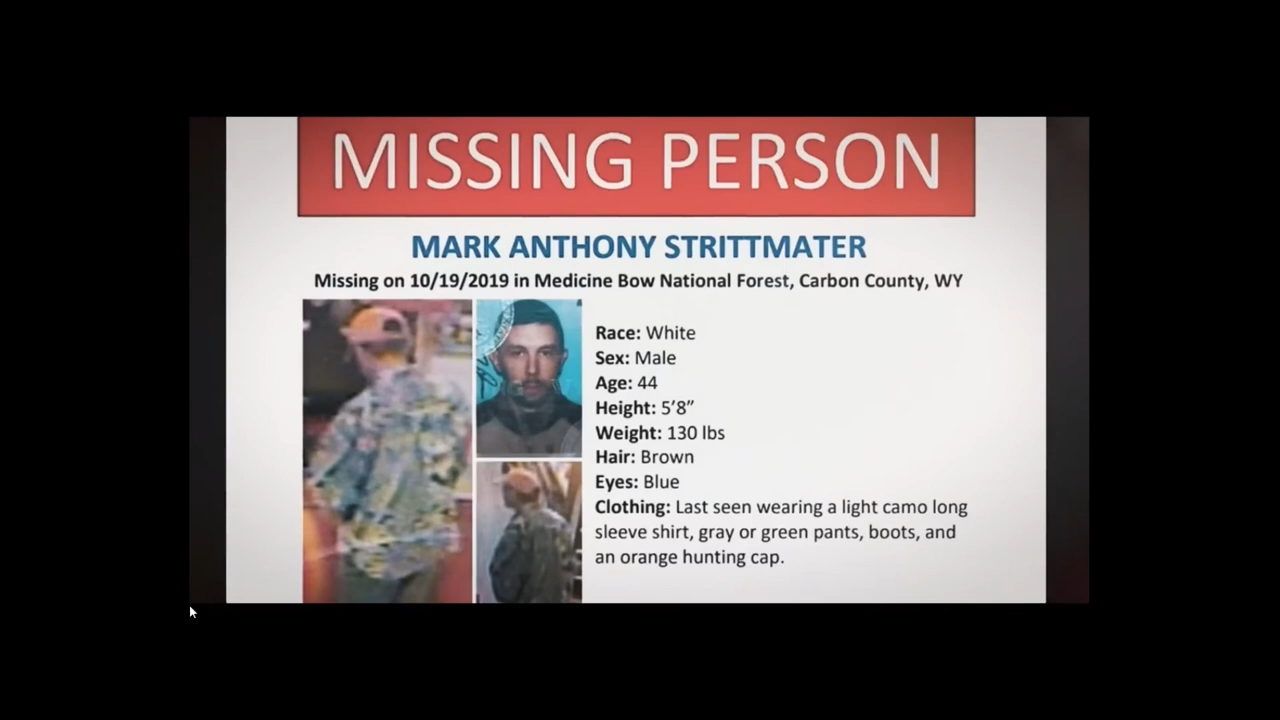 MISSING PERSON
MARK ANTHONY STRITTMATER
Missing on 10/19/2019 in Medicine Bow National Forest, Carbon County, WY
Race: White
Sex: Male
Age: 44
Height: 5’8”
Weight: 130 lbs
Hair: Brown
Eyes: Blue
Clothing: Last seen wearing a light camo long
sleeve shirt, gray or green pants, boots, and
an orange hunting cap.